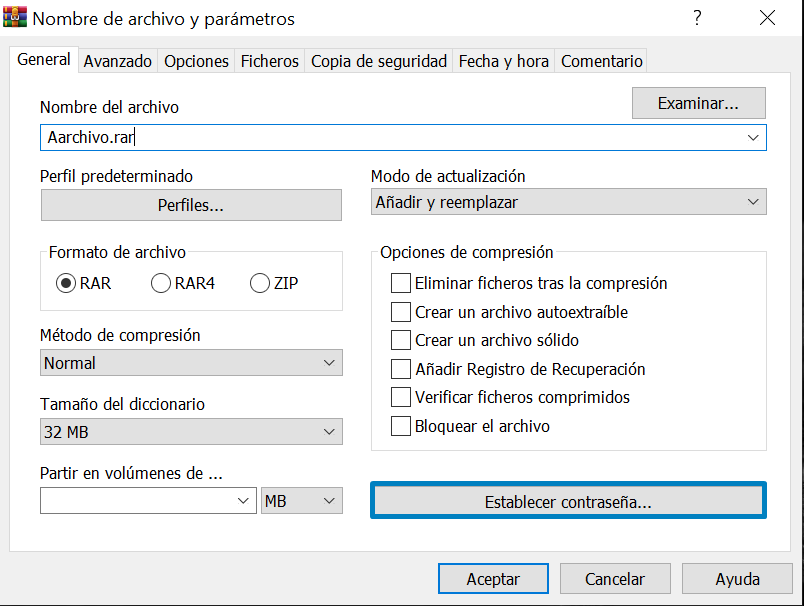 Nombre de archivo y parámetros
?
General Avanzado Opciones Ficheros Copia de seguridad Fecha y hora Comentario
Nombre del archivo
Examinar...
Aarchivo.rar
Perfil predeterminado
Perfiles...
Modo de actualización
Añadir y reemplazar
Formato de archivo
RAR RAR4 ZIP
Método de compresión
Normal
Tamaño del diccionario
32 MB
Partir en volúmenes de ...
MB
Opciones de compresión
Eliminar ficheros tras la compresión
Crear un archivo autoextraíble
Crear un archivo sólido
Añadir Registro de Recuperación
Verificar ficheros comprimidos
Bloquear el archivo
Establecer contraseña...
Aceptar Cancelar Ayuda